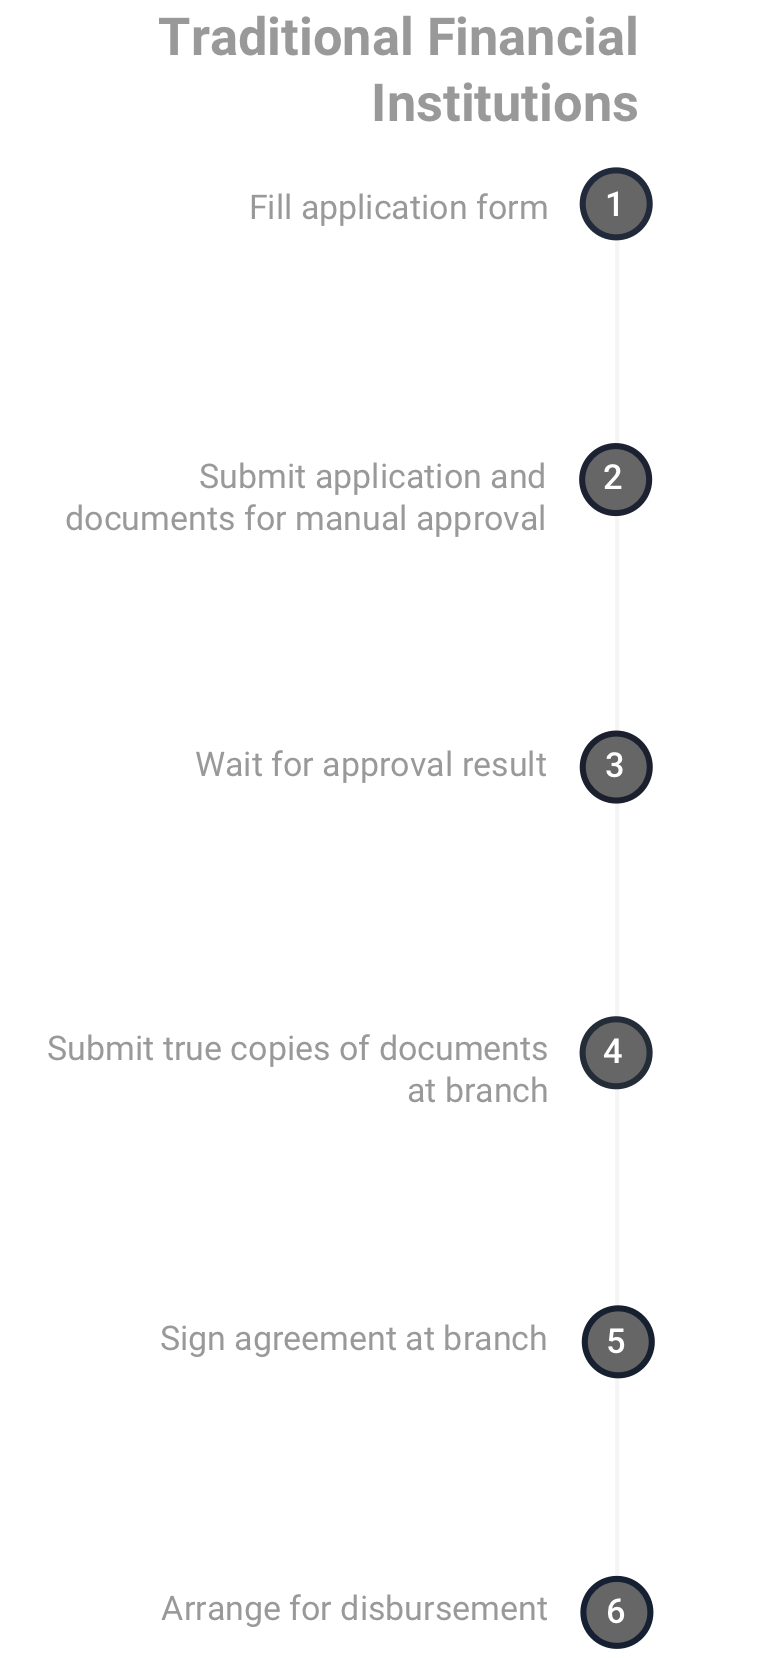 Traditional Financial
Institutions
Fill application form
1
Submit application and
documents for manual approval
2
Wait for approval result
3
Submit true copies of documents
at branch
4
Sign agreement at branch
5
Arrange for disbursement
6